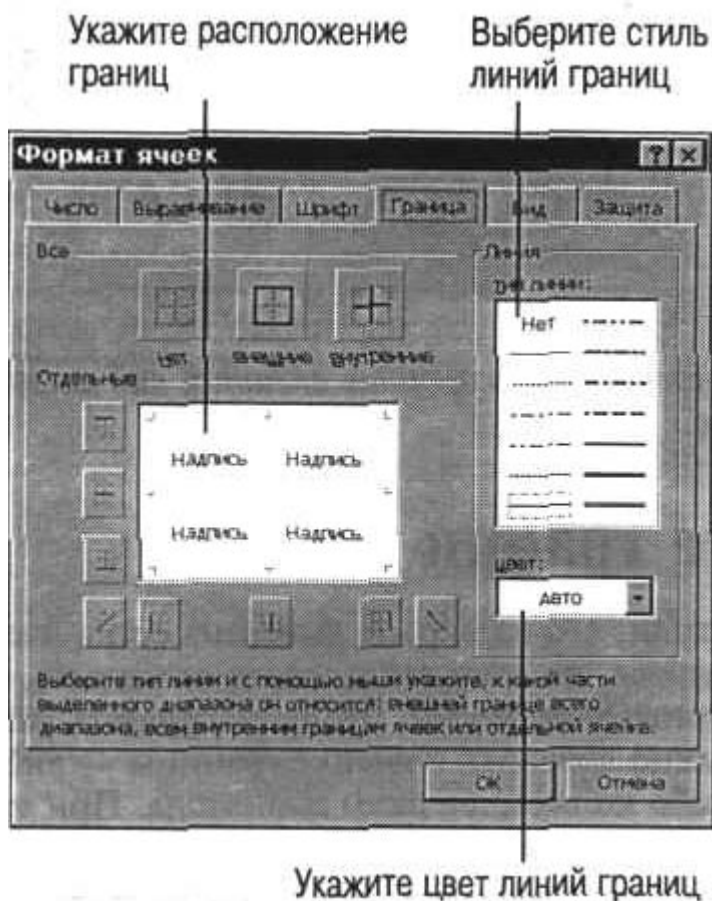 Укажите расположение
границ
Выберите стиль
линий границ
Формат ячеек
Число Выравнивание Шрифт Граница Вид Защита
Все
Линия
Тип линии:
Нет
Нет внешние внутренние
Отдельные
Надпись Надпись
Надпись Надпись
Цвет:
Авто
Выберите тип линии и с помощью мыши укажите, к какой части
выделенного диапазона он относится: внешней границе всего
диапазона, всем внутренним границам ячеек или отдельной ячейке.
ОК Отмена
Укажите цвет линий границ